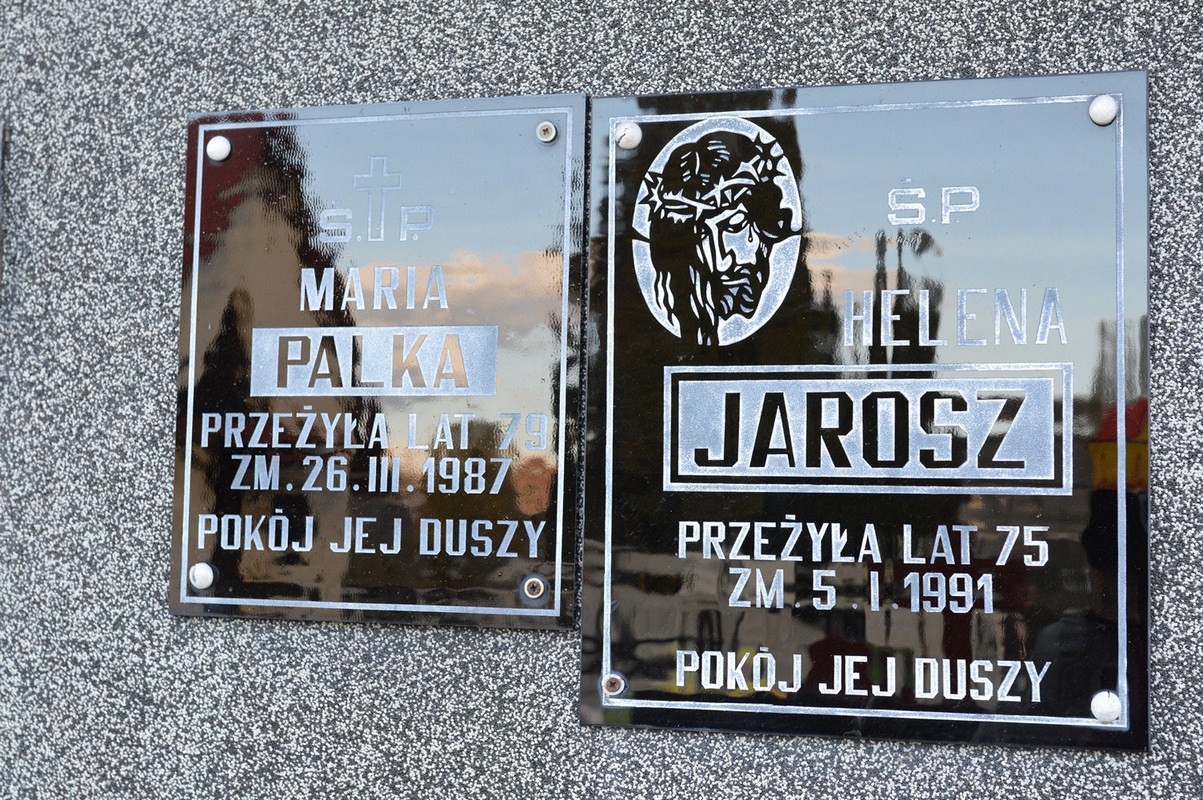 Ś.P.
MARIA
PALKA
PRZEŻYŁA LAT 79
ZM. 26.III.1987
POKÓJ JEJ DUSZY
Ś.P
HELENA
JAROSZ
PRZEŻYŁA LAT 75
ZM. 5.I.1991
POKÓJ JEJ DUSZY